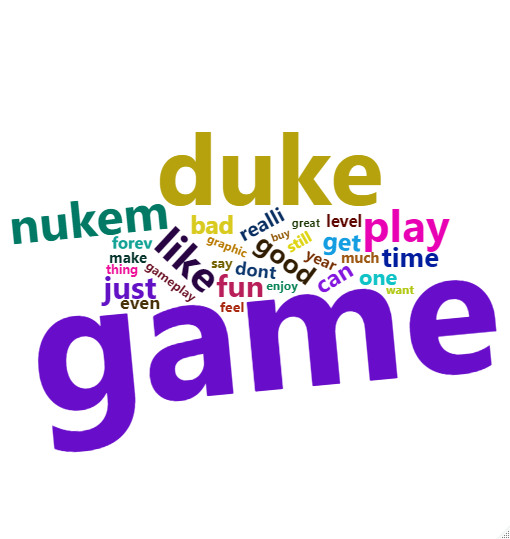 duke
nukem
bad
realli
great
level
play
forev
like
graphic
buy
still
get
make
good
year
much
time
thing
gameplay
say
dont
can
one
just
fun
enjoy
want
even
feel
game